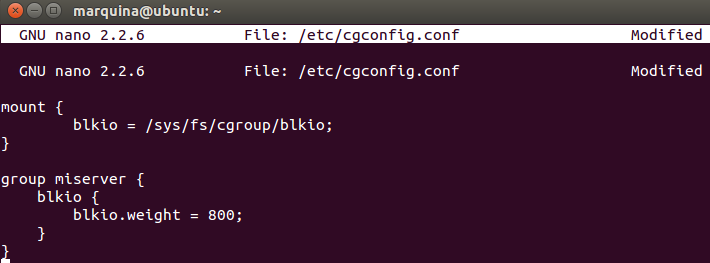 marquina@ubuntu: ~
GNU nano 2.2.6 File: /etc/cgconfig.conf Modified
GNU nano 2.2.6 File: /etc/cgconfig.conf Modified
mount {
blkio = /sys/fs/cgroup/blkio;
}
group miserver {
blkio {
blkio.weight = 800;
}
}